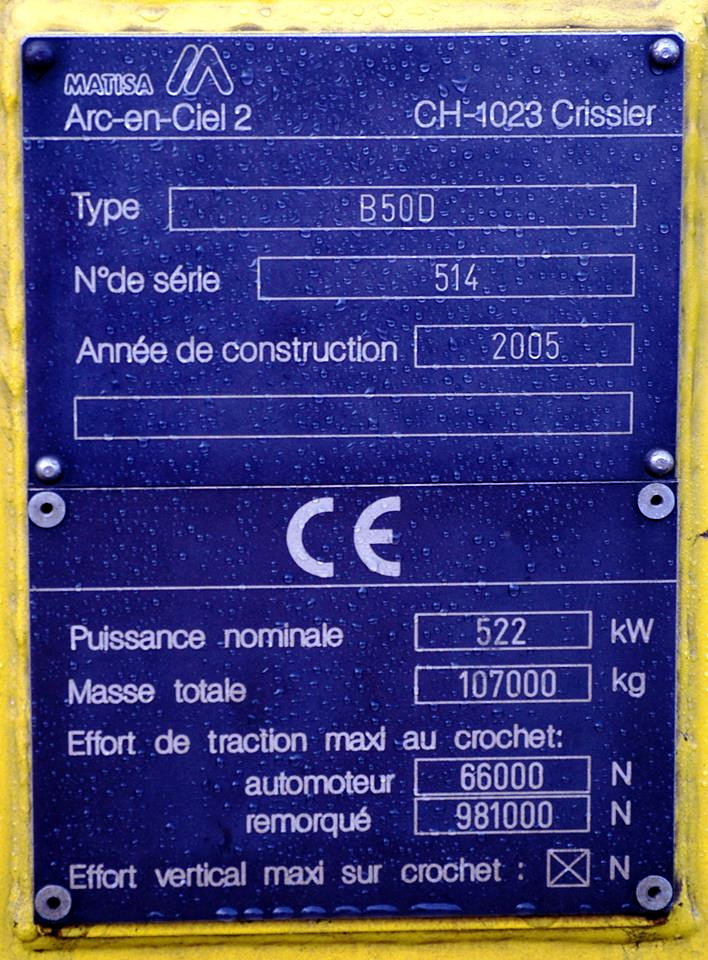 MATISA
Arc-en-Ciel 2 CH-1023 Crissier
Type B50D
N°de série 514
Année de construction 2005
CE
Puissance nominale 522 kW
Masse totale 107000 kg
Effort de traction maxi au crochet:
automoteur 66000 N
remorqué 981000 N
Effort vertical maxi sur crochet : N